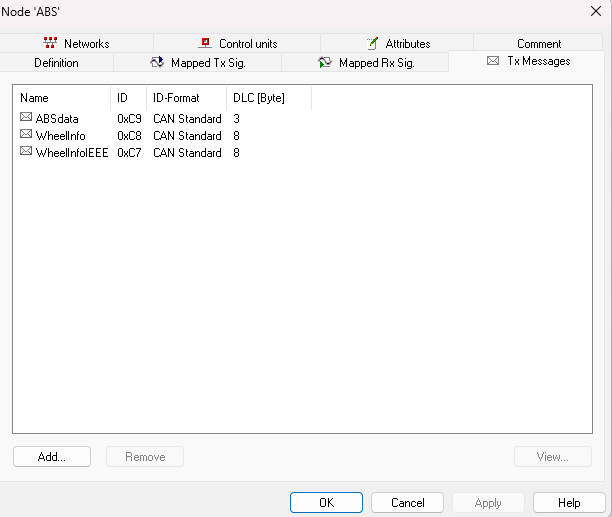 Node 'ABS'
Networks Control units Attributes Comment
Definition Mapped Tx Sig. Mapped Rx Sig. Tx Messages
Name ID ID-Format DLC [Byte]
ABSdata 0xC9 CAN Standard 3
WheelInfo 0xC8 CAN Standard 8
WheelInfoIEEE 0xC7 CAN Standard 8
Add... Remove View...
OK Cancel Apply Help